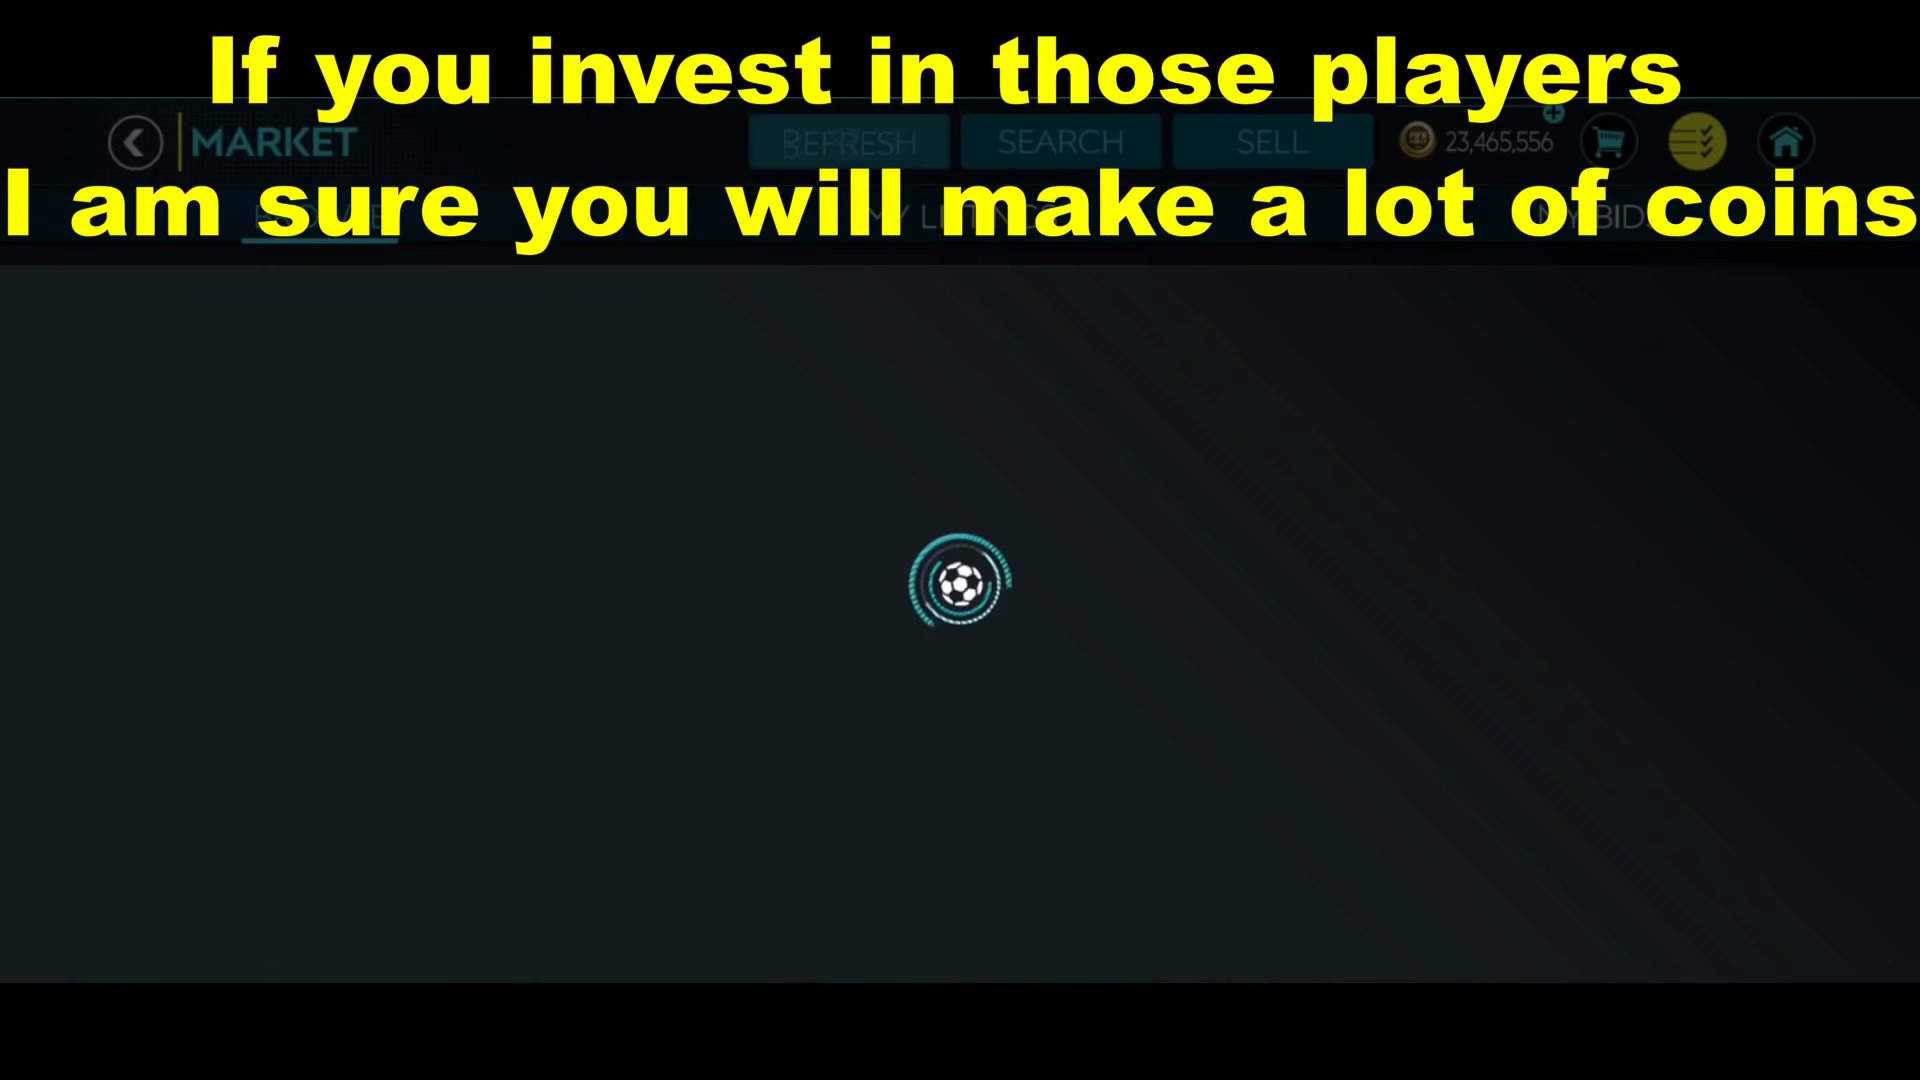 If you invest in those players
MARKET
REFRESH
SEARCH
SELL
23,465,556
I am sure you will make a lot of coins